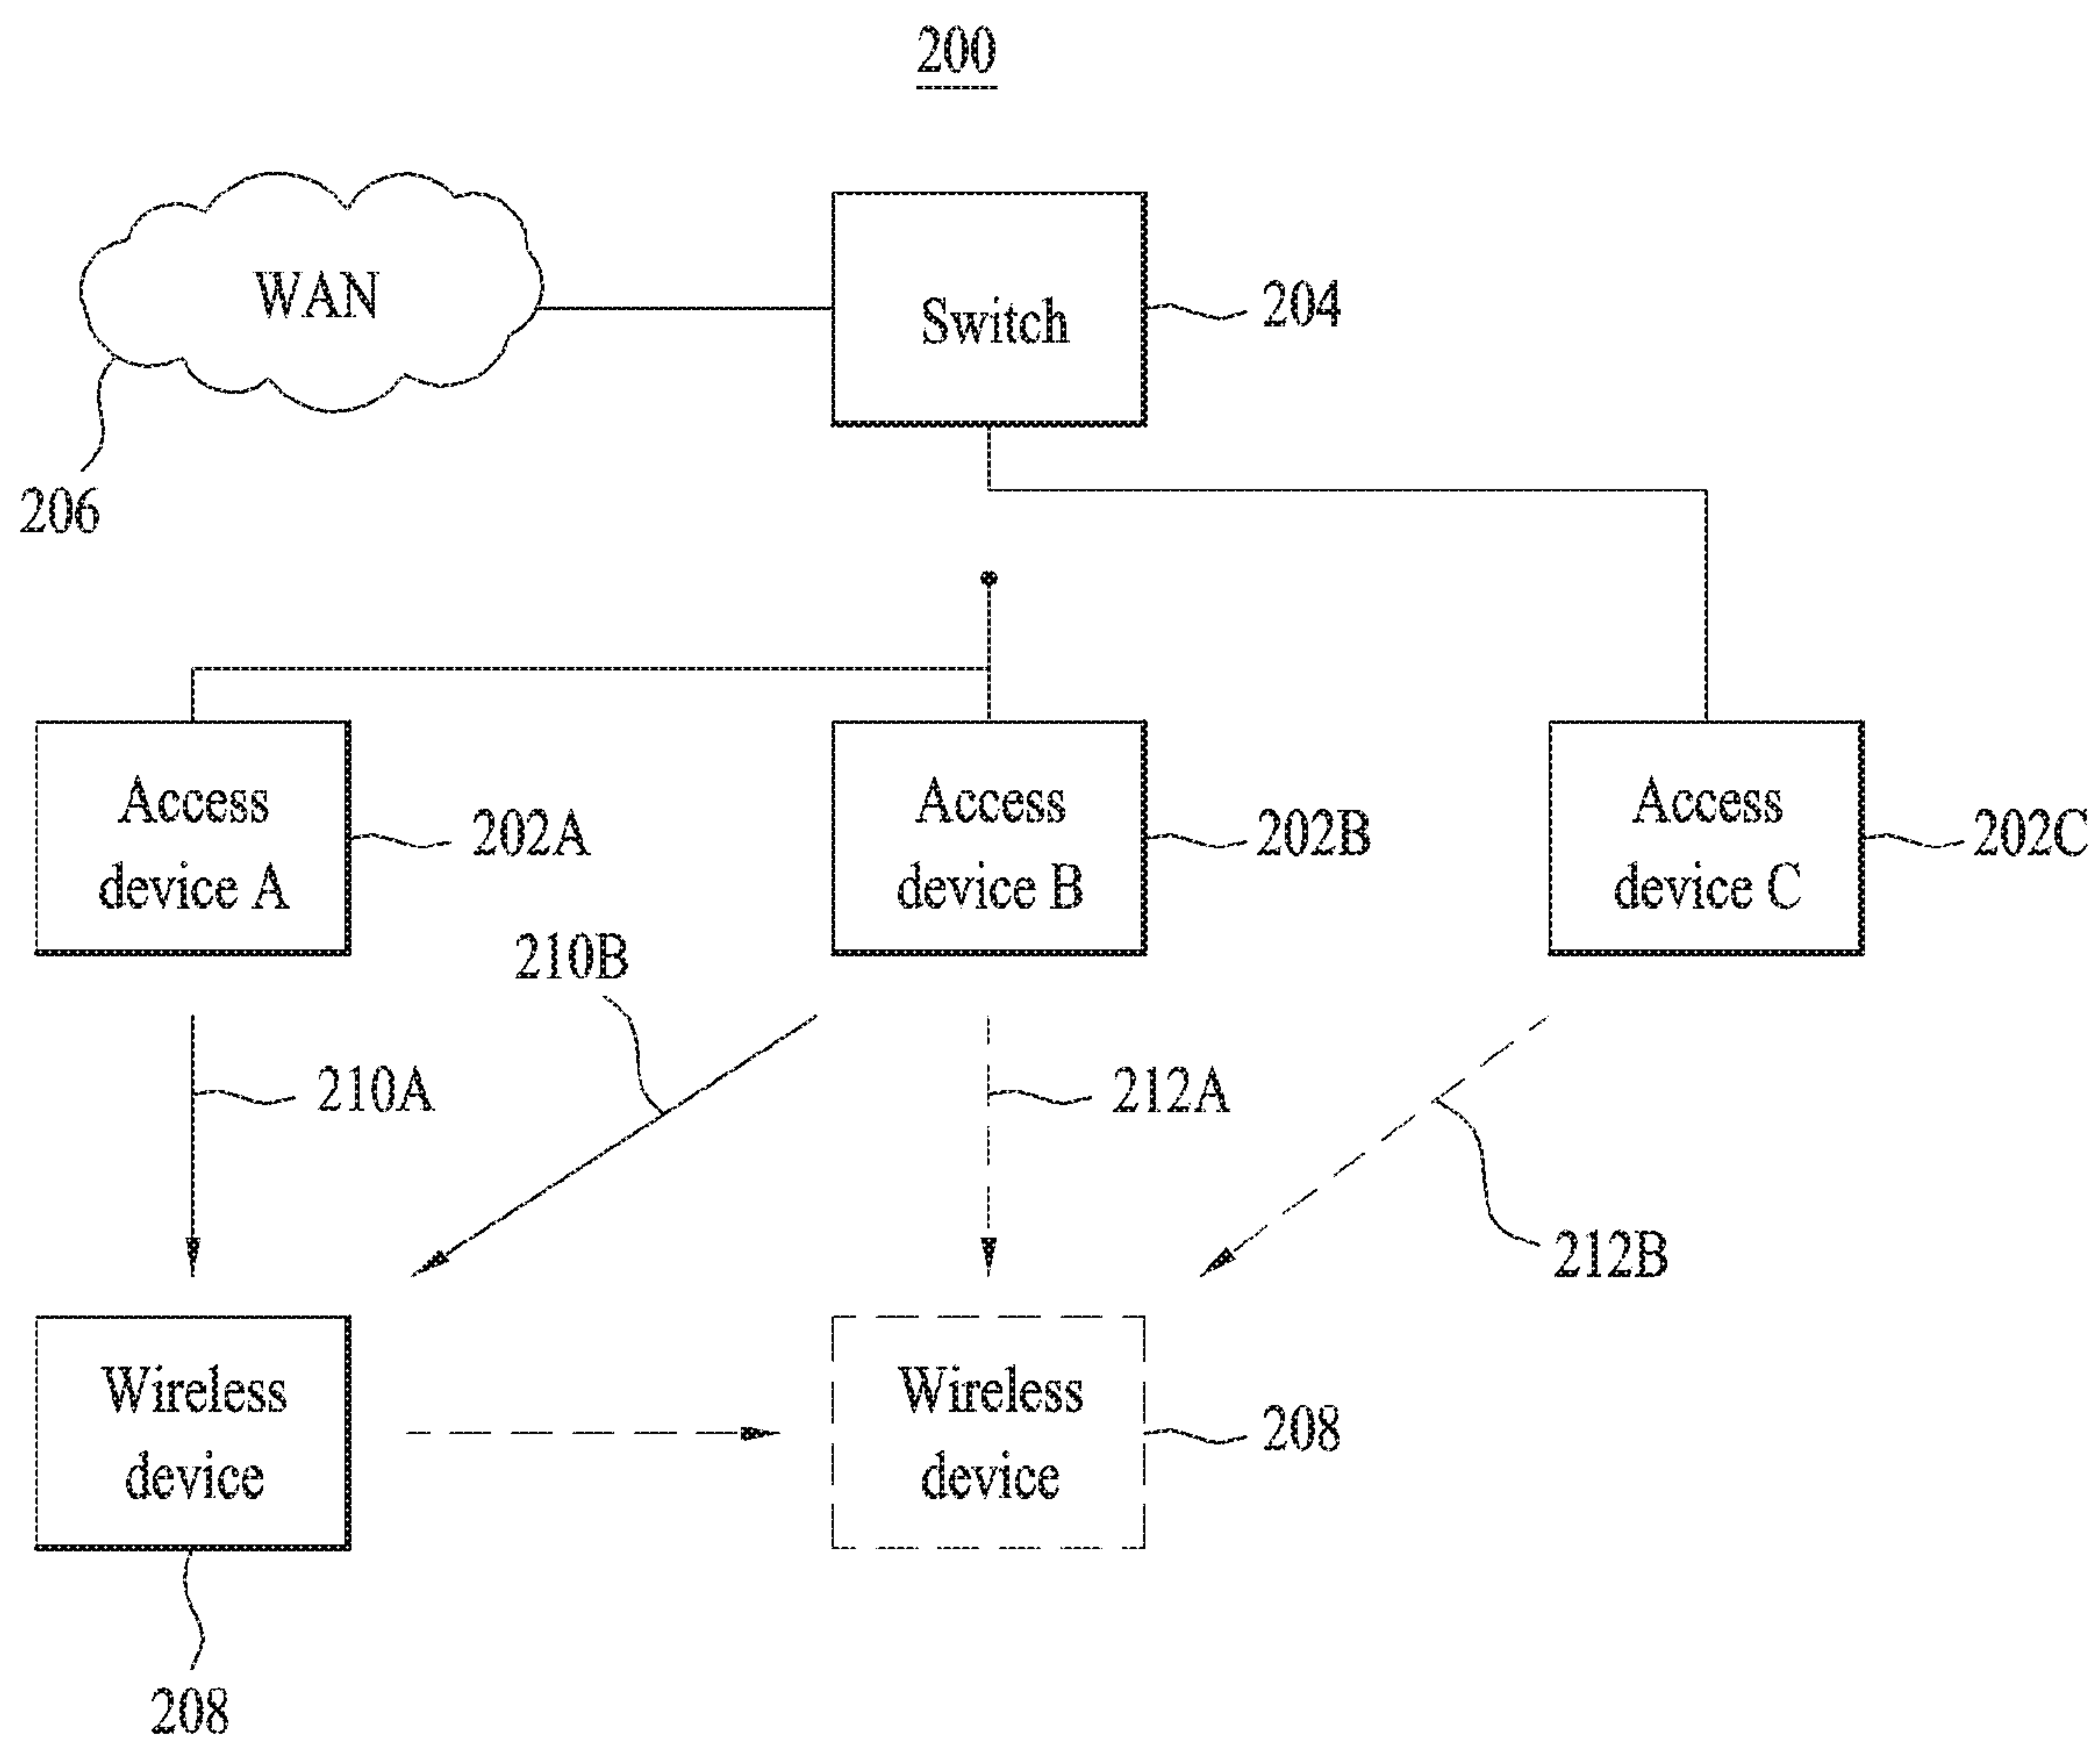 200
WAN
Switch
204
206
Access
device A
202A
Access
device B
202B
Access
device C
202C
210B
210A
212A
212B
Wireless
device
Wireless
device
208
208